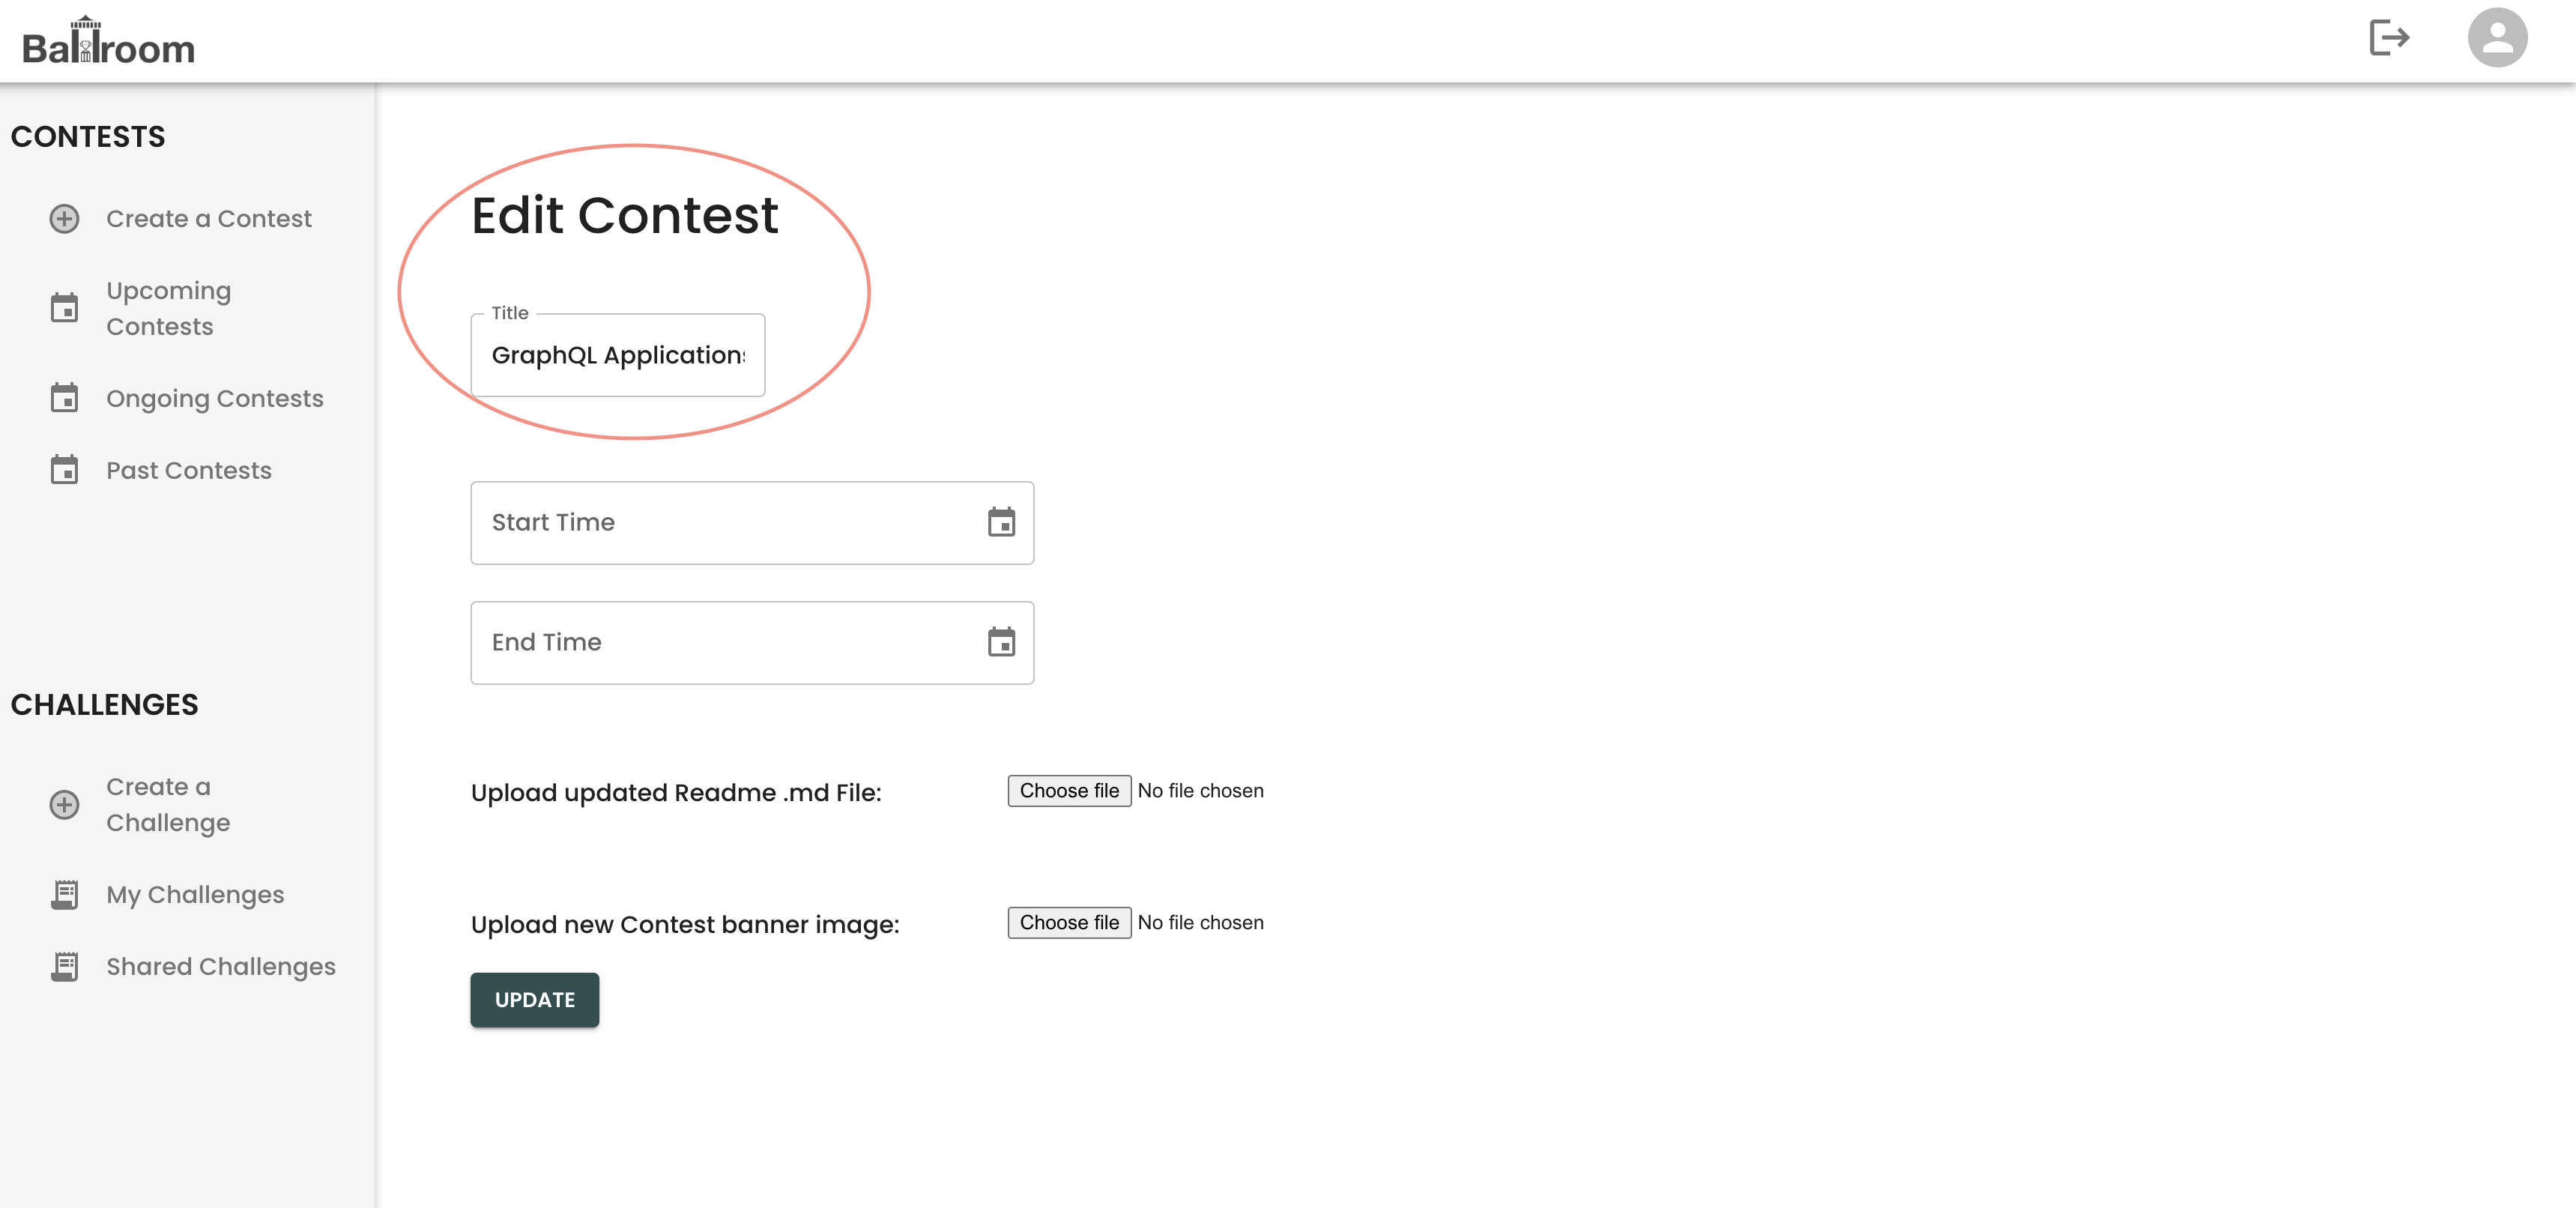 Ballroom
CONTESTS
Create a Contest
Upcoming
Contests
Ongoing Contests
Past Contests
CHALLENGES
Create a
Challenge
My Challenges
Shared Challenges
Edit Contest
Title
GraphQL Applications
Start Time
End Time
Upload updated Readme .md File:
Choose file No file chosen
Upload new Contest banner image:
Choose file No file chosen
UPDATE